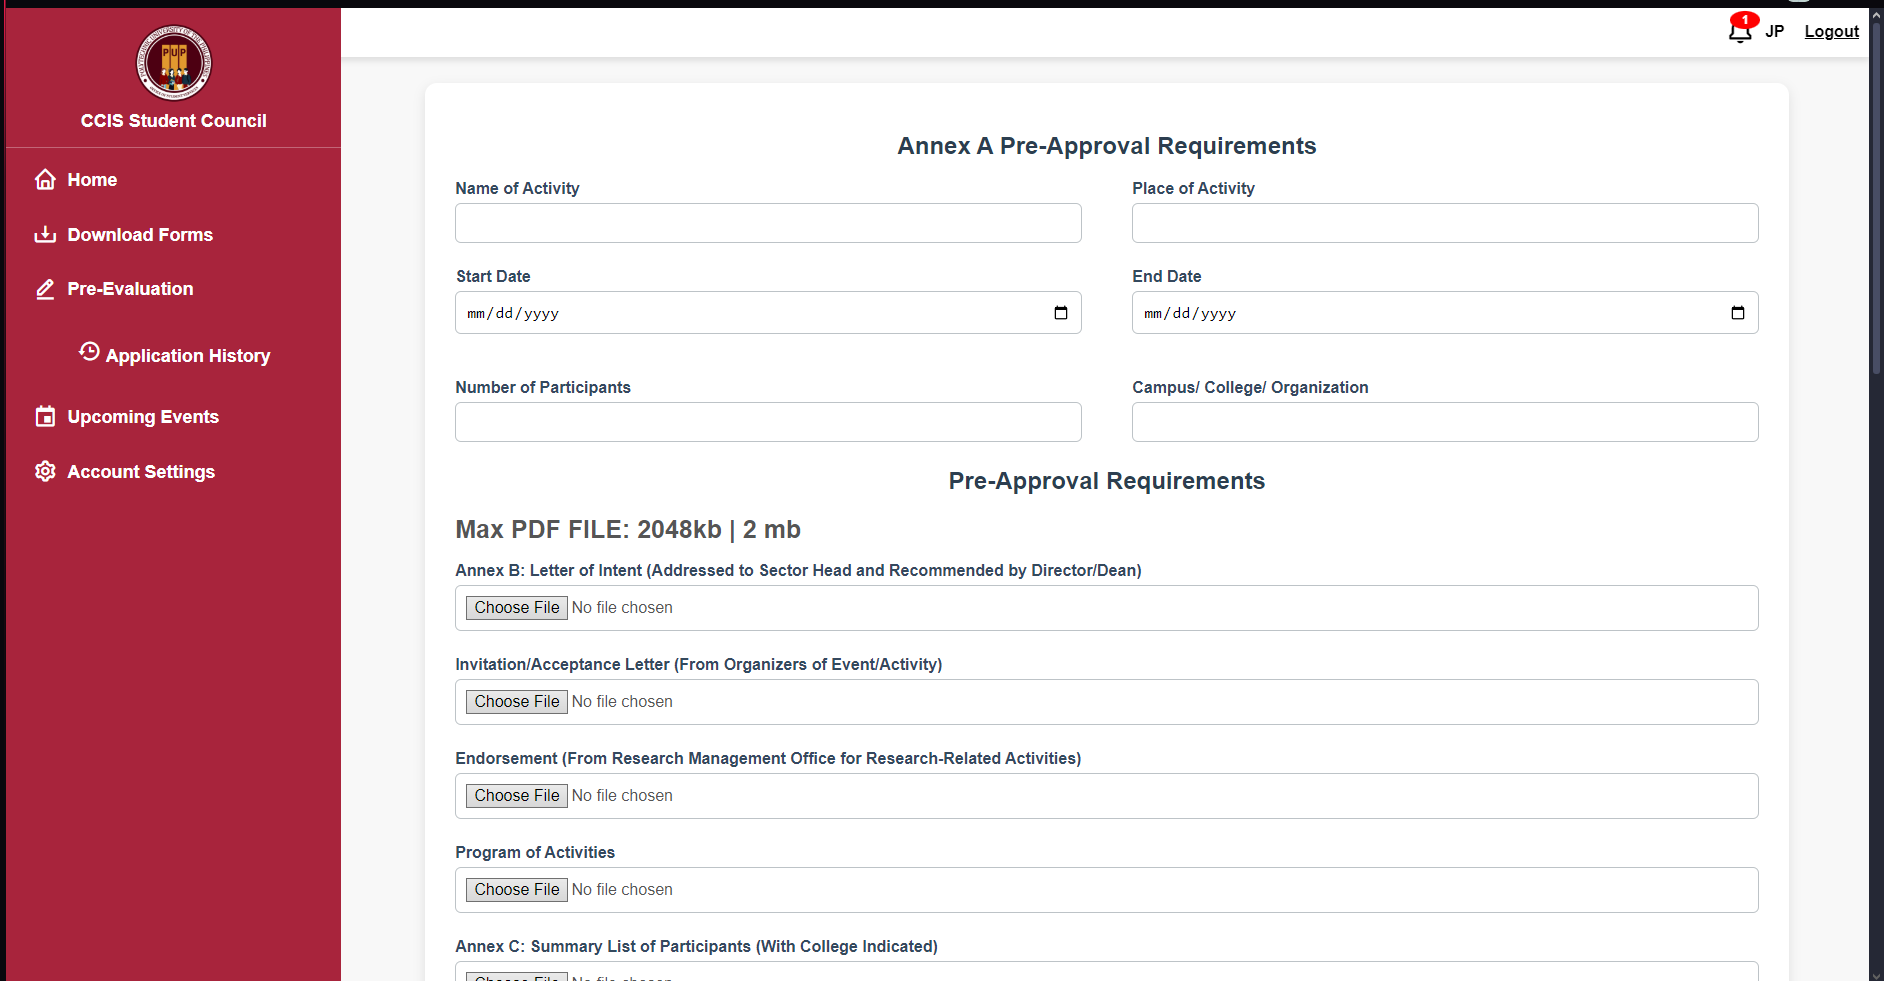 1
JP
Logout
PUP
CCIS Student Council
Home
Download Forms
Pre-Evaluation
Application History
Upcoming Events
Account Settings
Annex A Pre-Approval Requirements
Name of Activity
Place of Activity
Start Date
End Date
mm/dd/yyyy
mm/dd/yyyy
Number of Participants
Campus/ College/ Organization
Pre-Approval Requirements
Max PDF FILE: 2048kb | 2 mb
Annex B: Letter of Intent (Addressed to Sector Head and Recommended by Director/Dean)
Choose File No file chosen
Invitation/Acceptance Letter (From Organizers of Event/Activity)
Choose File No file chosen
Endorsement (From Research Management Office for Research-Related Activities)
Choose File No file chosen
Program of Activities
Choose File No file chosen
Annex C: Summary List of Participants (With College Indicated)
Choose File No file chosen